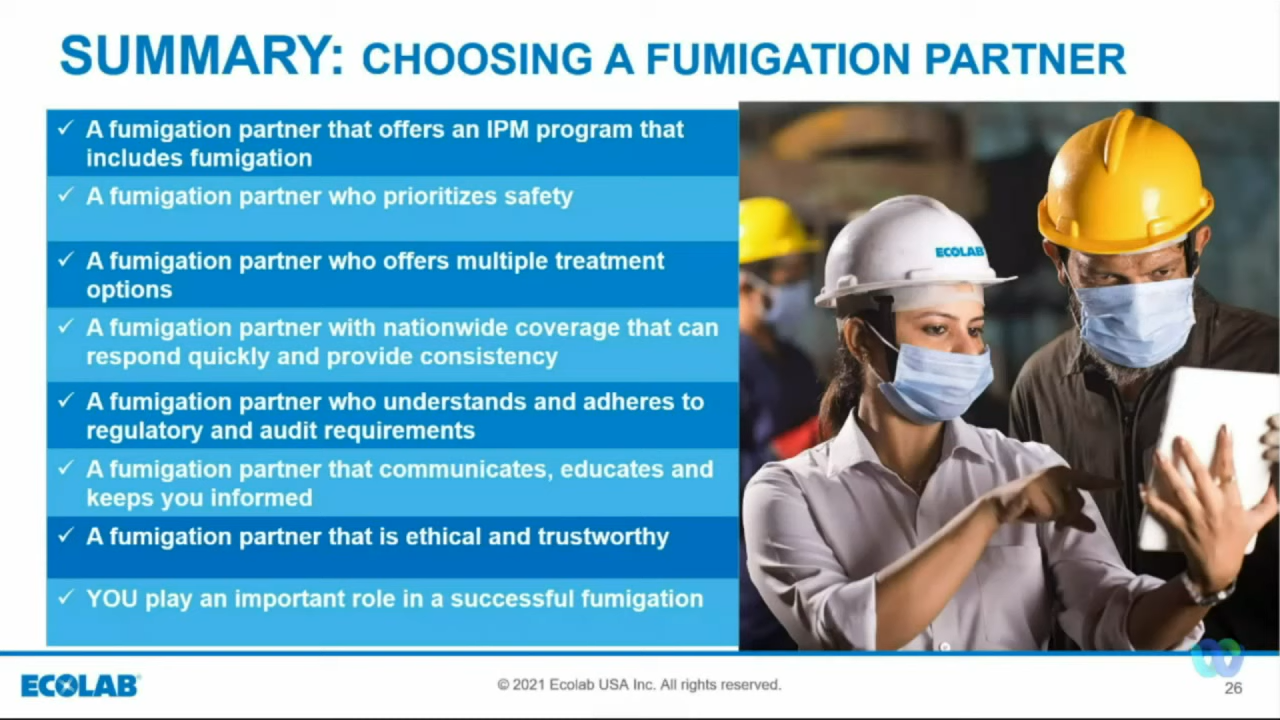 SUMMARY: CHOOSING A FUMIGATION PARTNER
✓ A fumigation partner that offers an IPM program that
includes fumigation
✓ A fumigation partner who prioritizes safety
✓ A fumigation partner who offers multiple treatment
options
✓ A fumigation partner with nationwide coverage that can
respond quickly and provide consistency
✓ A fumigation partner who understands and adheres to
regulatory and audit requirements
✓ A fumigation partner that communicates, educates and
keeps you informed
✓ A fumigation partner that is ethical and trustworthy
✓ YOU play an important role in a successful fumigation
ECOLAB
ECOLAB®
© 2021 Ecolab USA Inc. All rights reserved.
26